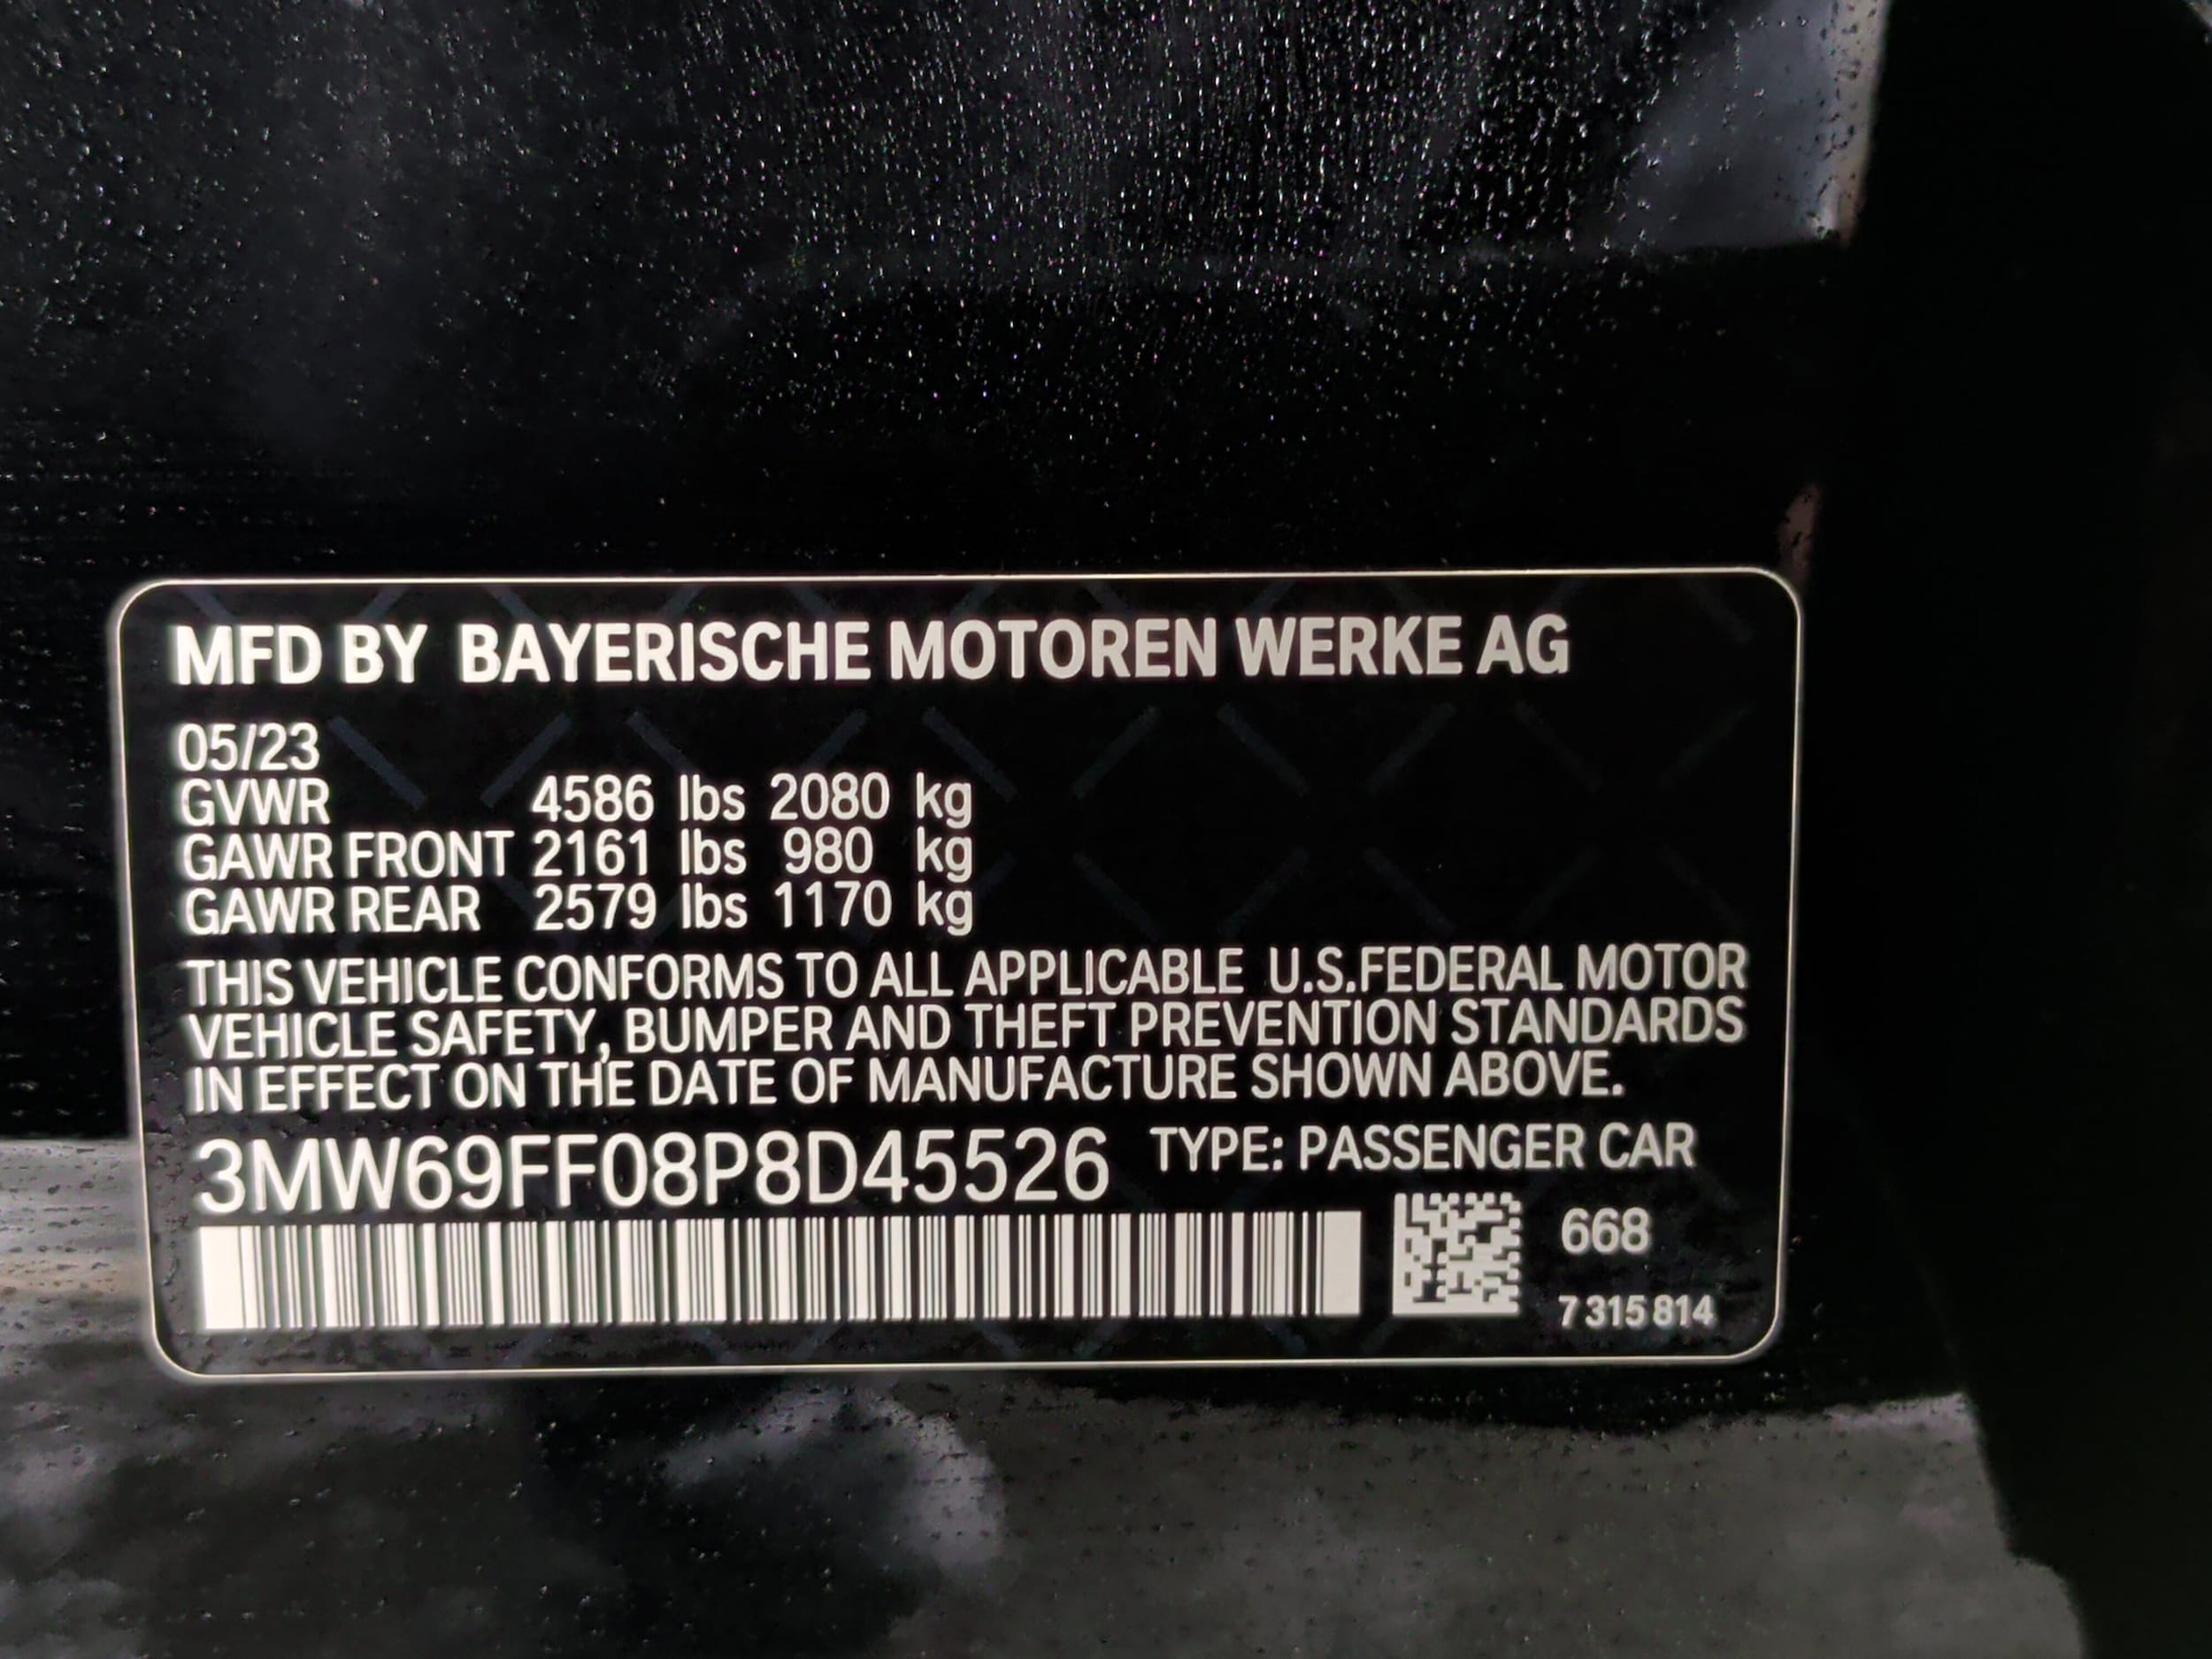 MFD BY BAYERISCHE MOTOREN WERKE AG
05/23
GVWR 4586 lbs 2080 kg
GAWR FRONT 2161 lbs 980 kg
GAWR REAR 2579 lbs 1170 kg
THIS VEHICLE CONFORMS TO ALL APPLICABLE U.S.FEDERAL MOTOR
VEHICLE SAFETY, BUMPER AND THEFT PREVENTION STANDARDS
IN EFFECT ON THE DATE OF MANUFACTURE SHOWN ABOVE.
3MW69FF08P8D45526 TYPE: PASSENGER CAR
668
7 315 814